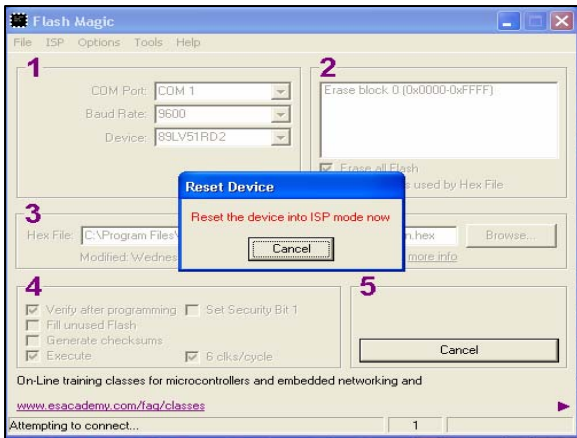 Flash Magic
File ISP Options Tools Help
1
COM Port: COM 1
Baud Rate: 9600
Device: 89LV51RD2
2
Erase block 0 (0x0000-0xFFFF)
Erase all Flash
s used by Hex File
Reset Device
Reset the device into ISP mode now
Cancel
3
Hex File: C:\Program Files\ n.hex Browse...
Modified: Wednes more info
4
Verify after programming Set Security Bit 1
Fill unused Flash
Generate checksums
Execute 6 clks/cycle
5
Cancel
On-Line training classes for microcontrollers and embedded networking and
www.esacademy.com/faq/classes
Attempting to connect... 1